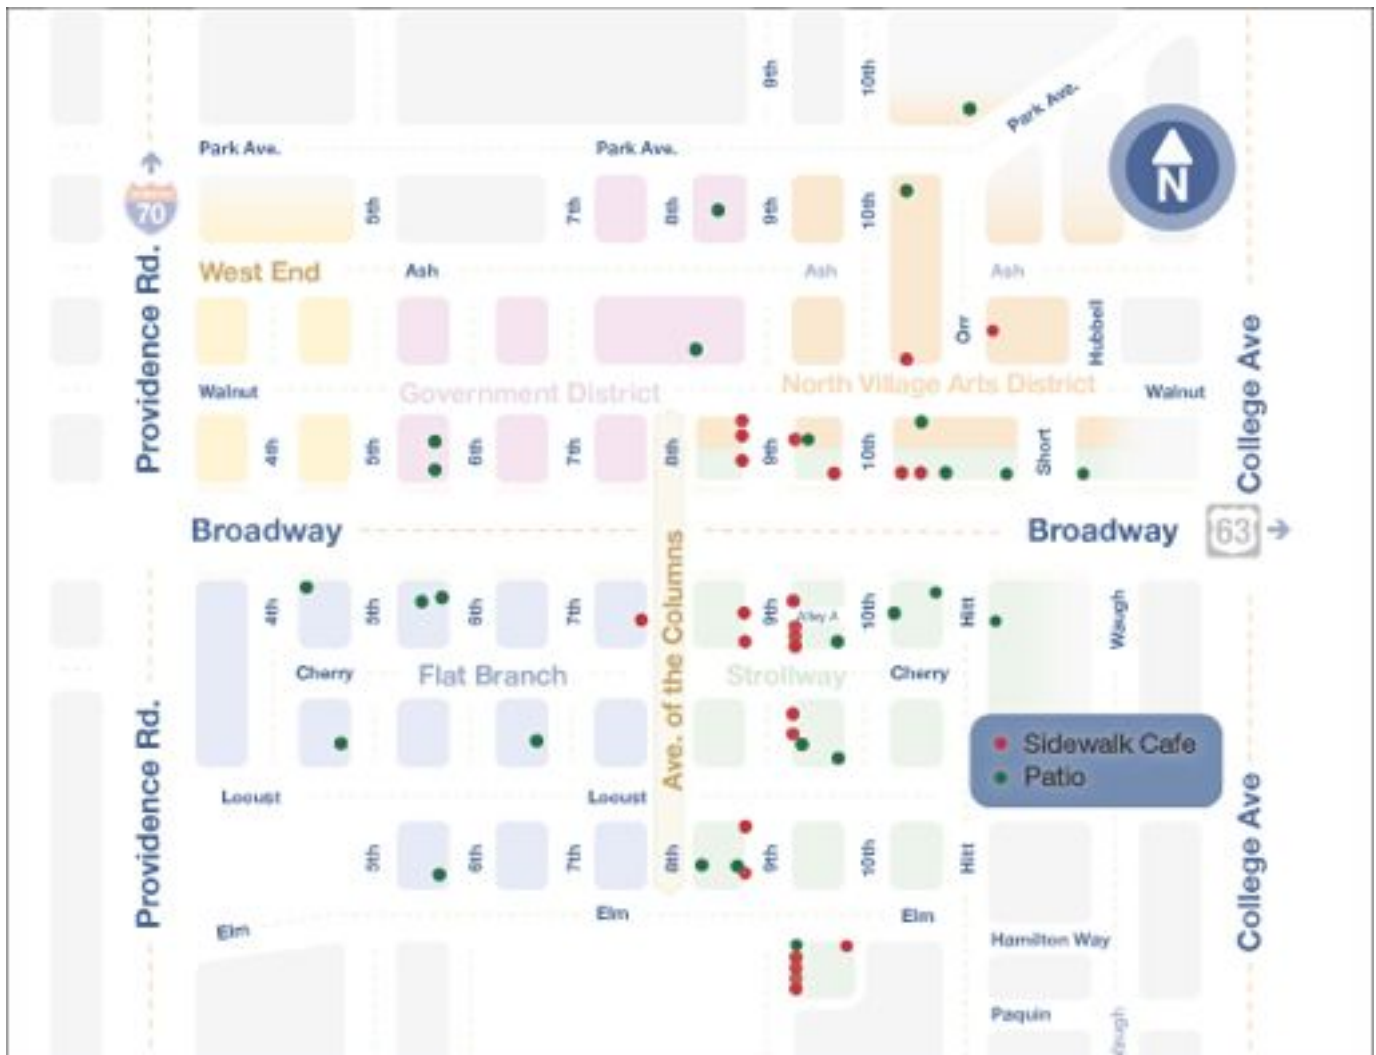 9th
10th
Park Ave.
Park Ave.
Park Ave.
N
70
5th
7th
8th
9th
10th
West End
Ash
Ash
Ash
Providence Rd.
Orr
Hubbell
College Ave
Walnut
Government District
North Village Arts District
Walnut
4th
5th
6th
7th
8th
9th
10th
Short
Broadway
Broadway
63
4th
5th
6th
7th
Ave. of the Columns
9th
Alley A
10th
Hitt
Waugh
Cherry
Flat Branch
Strollway
Cherry
Providence Rd.
Sidewalk Cafe
Patio
Locust
Locust
College Ave
5th
6th
7th
8th
9th
10th
Hitt
Elm
Elm
Elm
Hamilton Way
Paquin
Waugh